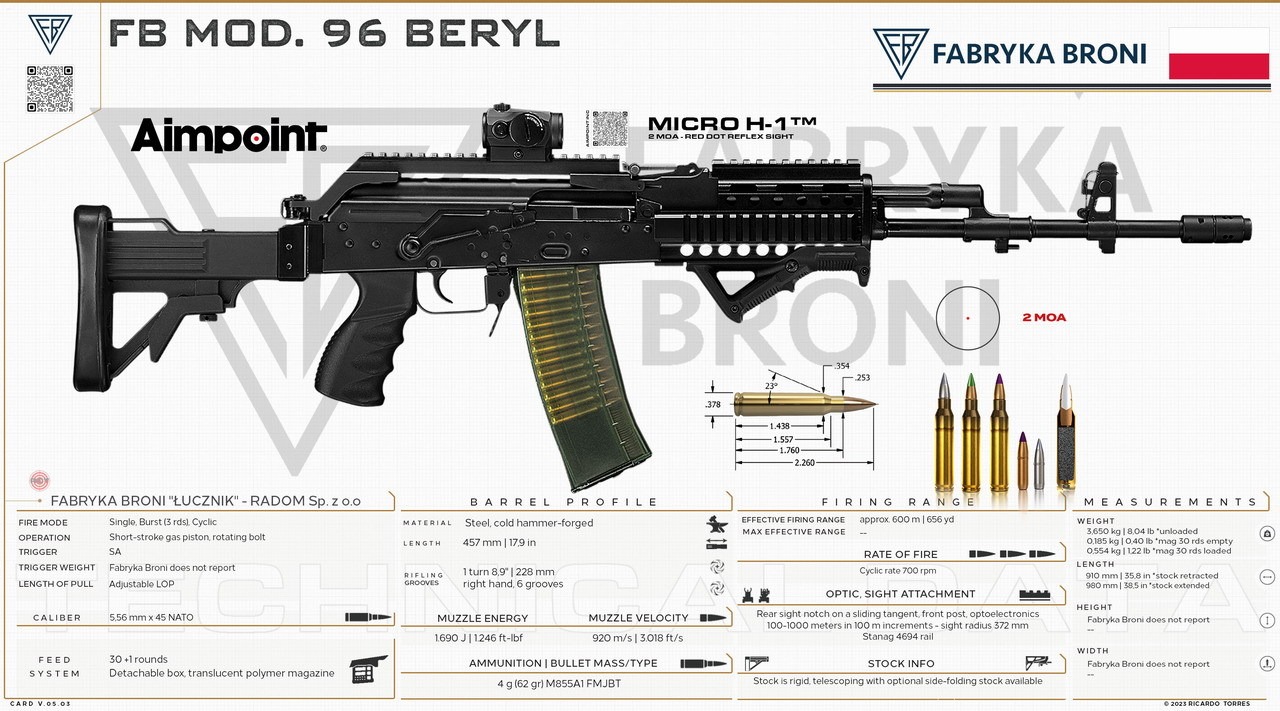 FB MOD. 96 BERYL
FB FABRYKA BRONI
Aimpoint®
AIMPOINT INC
MICRO H-1™
2 MOA - RED DOT REFLEX SIGHT
FABRYKA
BRONI
2 MOA
.354
.253
23°
.378
1.438
1.557
1.760
2.260
FABRYKA BRONI "ŁUCZNIK" - RADOM Sp. z o.o
FIRE MODE Single, Burst (3 rds), Cyclic
OPERATION Short-stroke gas piston, rotating bolt
TRIGGER SA
TRIGGER WEIGHT Fabryka Broni does not report
LENGTH OF PULL Adjustable LOP
CALIBER 5,56 mm x 45 NATO
FEED SYSTEM 30 +1 rounds
Detachable box, translucent polymer magazine
BARREL PROFILE
MATERIAL Steel, cold hammer-forged
LENGTH 457 mm | 17,9 in
RIFLING GROOVES 1 turn 8,9" | 228 mm
right hand, 6 grooves
MUZZLE ENERGY MUZZLE VELOCITY
1.690 J | 1.246 ft-lbf 920 m/s | 3.018 ft/s
AMMUNITION | BULLET MASS/TYPE
4 g (62 gr) M855A1 FMJBT
FIRING RANGE
EFFECTIVE FIRING RANGE approx. 600 m | 656 yd
MAX EFFECTIVE RANGE --
RATE OF FIRE
Cyclic rate 700 rpm
OPTIC, SIGHT ATTACHMENT
Rear sight notch on a sliding tangent, front post, optoelectronics
100-1000 meters in 100 m increments - sight radius 372 mm
Stanag 4694 rail
STOCK INFO
Stock is rigid, telescoping with optional side-folding stock available
MEASUREMENTS
WEIGHT
3,650 kg | 8,04 lb *unloaded
0,185 kg | 0,40 lb *mag 30 rds empty
0,554 kg | 1,22 lb *mag 30 rds loaded
LENGTH
910 mm | 35,8 in *stock retracted
980 mm | 38,5 in *stock extended
HEIGHT
Fabryka Broni does not report
--
WIDTH
Fabryka Broni does not report
--
TECHNICAL DATA
CARD V.05.03
© 2023 RICARDO TORRES